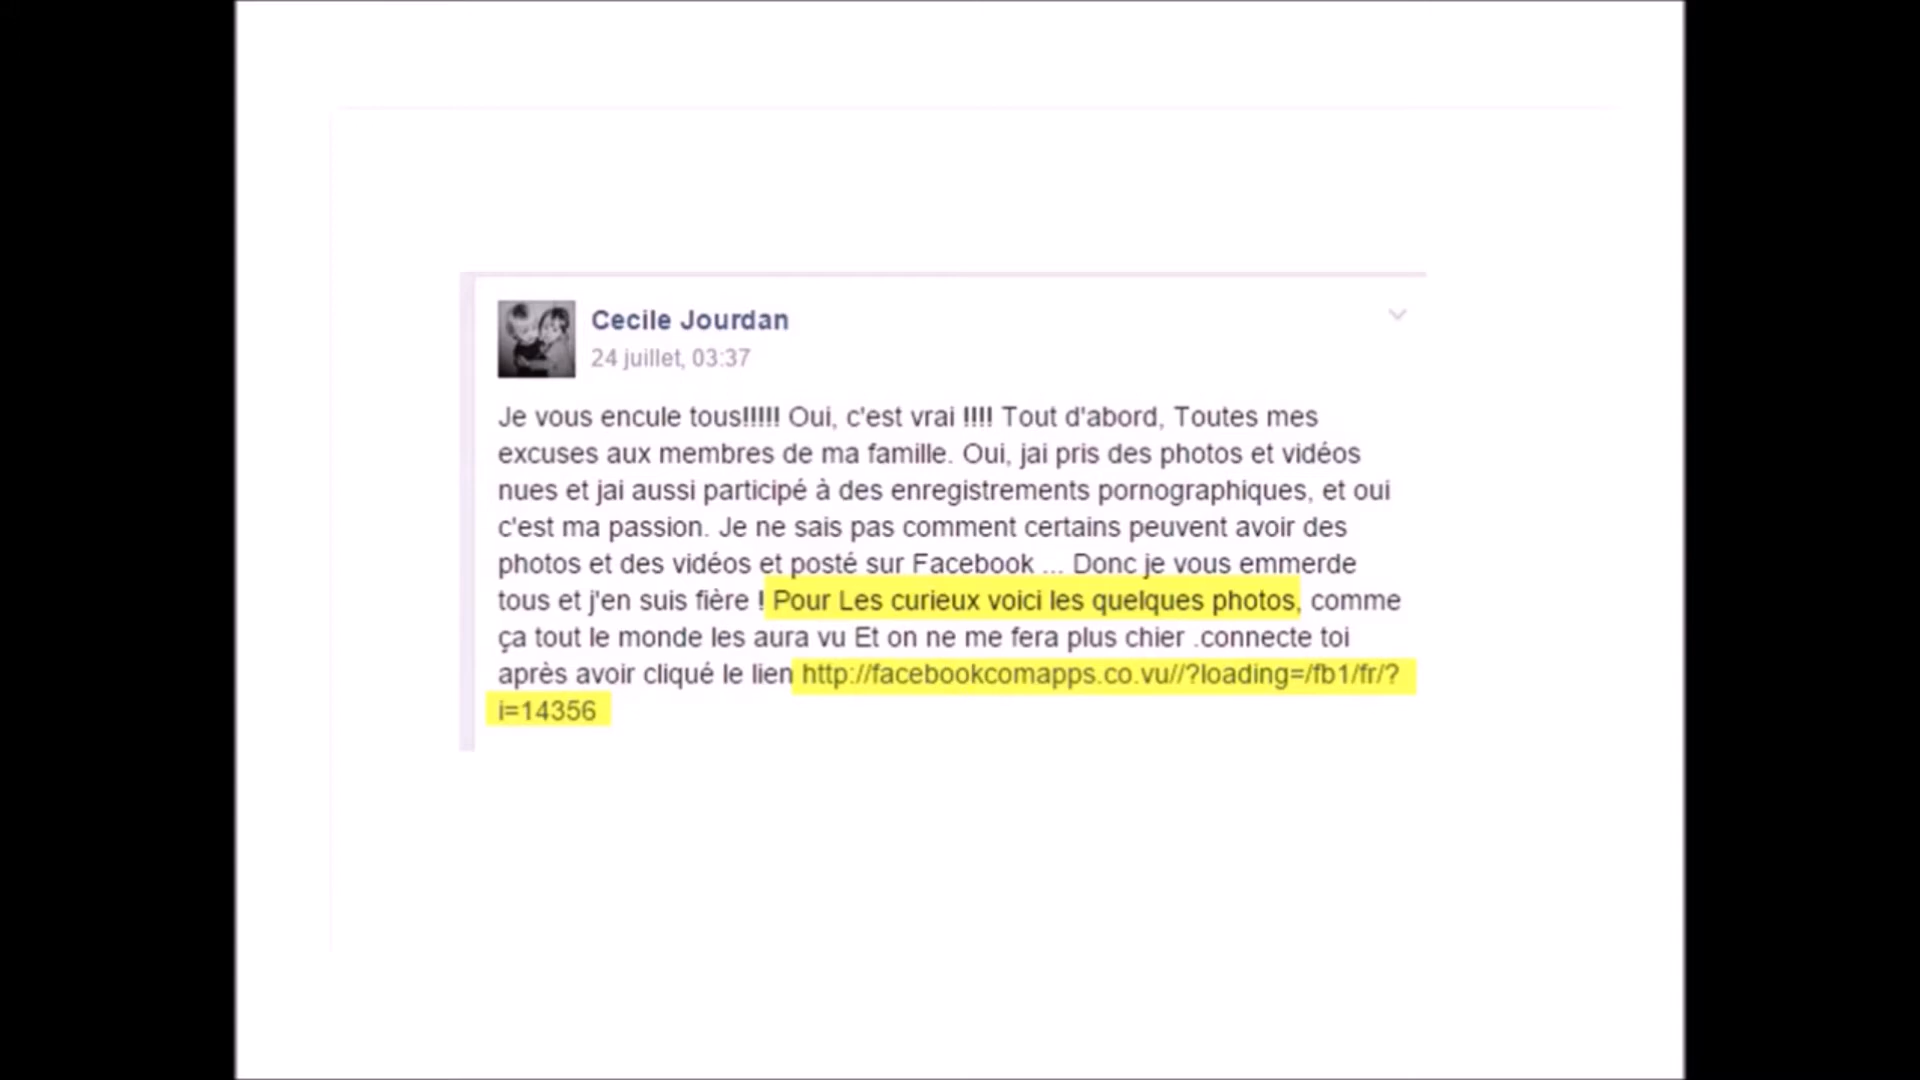 Cecile Jourdan
24 juillet, 03:37
Je vous encule tous!!!!! Oui, c'est vrai !!!! Tout d'abord, Toutes mes
excuses aux membres de ma famille. Oui, jai pris des photos et vidéos
nues et jai aussi participé à des enregistrements pornographiques, et oui
c'est ma passion. Je ne sais pas comment certains peuvent avoir des
photos et des vidéos et posté sur Facebook ... Donc je vous emmerde
tous et j'en suis fière ! Pour Les curieux voici les quelques photos, comme
ça tout le monde les aura vu Et on ne me fera plus chier .connecte toi
après avoir cliqué le lien http://facebookcomapps.co.vu//?loading=/fb1/fr/?
i=14356